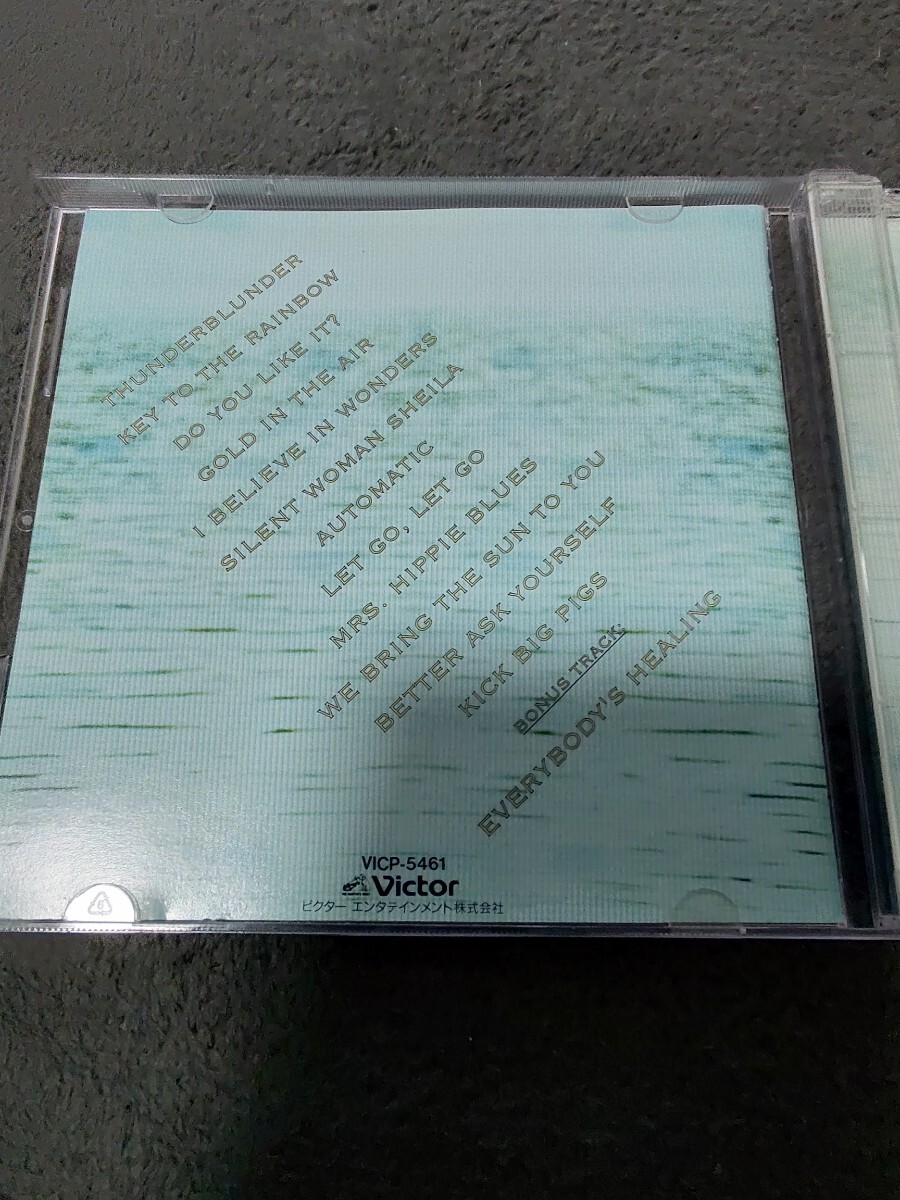 THUNDERBLUNDER
KEY TO THE RAINBOW
DO YOU LIKE IT?
GOLD IN THE AIR
I BELIEVE IN WONDERS
SILENT WOMAN SHEILA
AUTOMATIC
LET GO, LET GO
MRS. HIPPIE BLUES
WE BRING THE SUN TO YOU
BETTER ASK YOURSELF
KICK BIG PIGS
BONUS TRACK:
EVERYBODY'S HEALING
VICP-5461
Victor
ビクター エンタテインメント株式会社